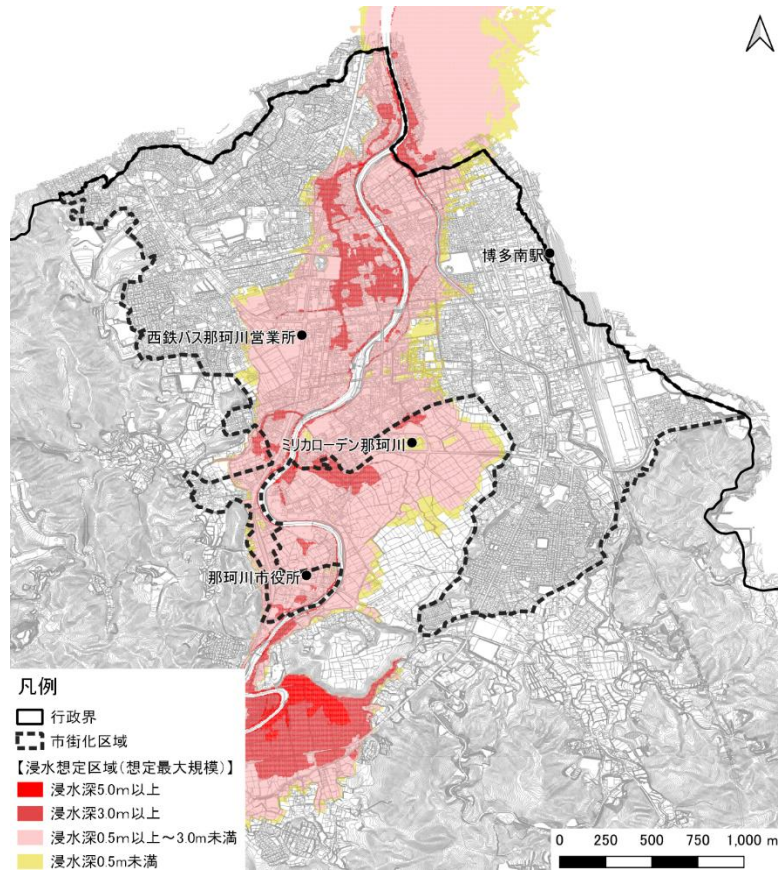 博多南駅
西鉄バス那珂川営業所
ミリカローデン那珂川
那珂川市役所
凡例
行政界
市街化区域
【浸水想定区域(想定最大規模)】
浸水深5.0m以上
浸水深3.0m以上
浸水深0.5m以上～3.0m未満
浸水深0.5m未満
0 250 500 750 1,000 m